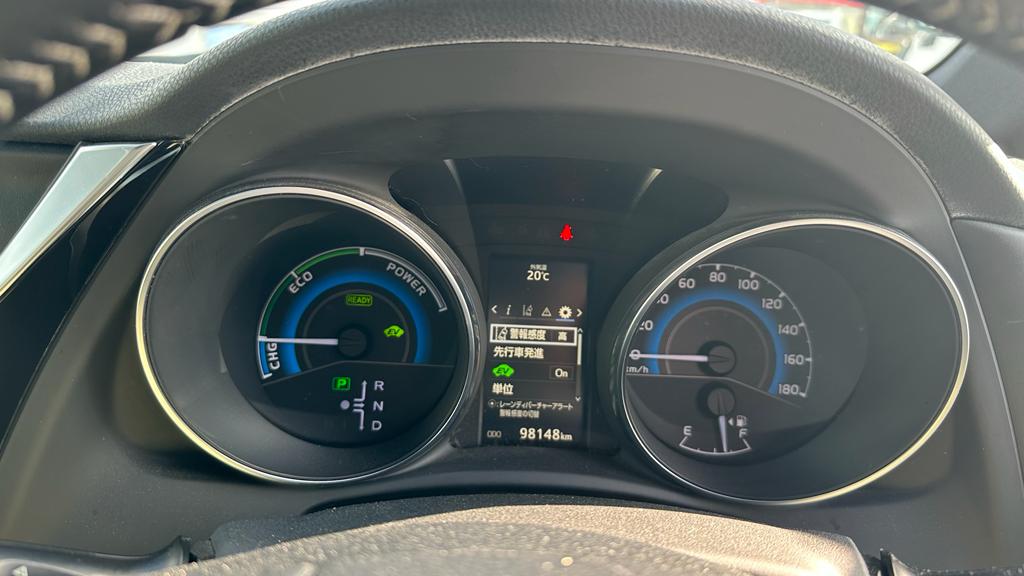 ECO
POWER
READY
EV
CHG
P
R
N
D
外気温
20℃
< i >
警報感度 高
先行車発進
EV On
単位
:レーンディパーチャーアラート
警報感度の切替
ODO 98148km
60
80
100
120
140
160
180
0
km/h
E
F